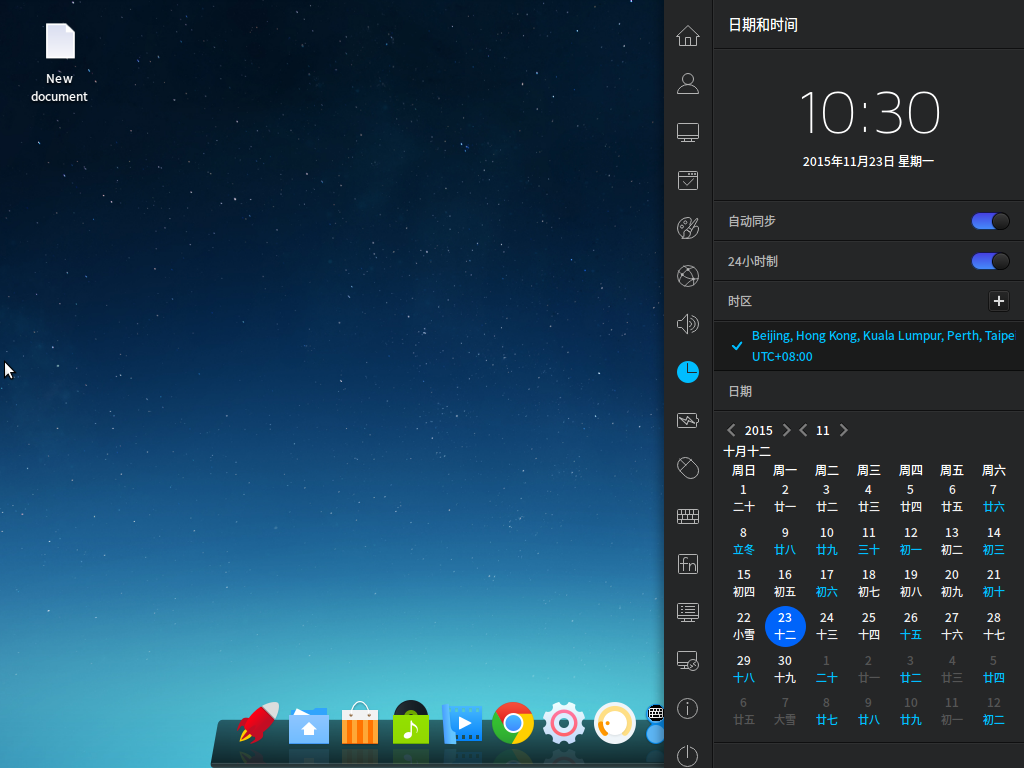 New
document
日期和时间
10:30
2015年11月23日 星期一
自动同步
24小时制
时区
Beijing, Hong Kong, Kuala Lumpur, Perth, Taipei
UTC+08:00
日期
2015 11
十月十二
周日 周一 周二 周三 周四 周五 周六
1 2 3 4 5 6 7
二十 廿一 廿二 廿三 廿四 廿五 廿六
8 9 10 11 12 13 14
立冬 廿八 廿九 三十 初一 初二 初三
15 16 17 18 19 20 21
初四 初五 初六 初七 初八 初九 初十
22 23 24 25 26 27 28
小雪 十二 十三 十四 十五 十六 十七
29 30 1 2 3 4 5
十八 十九 二十 廿一 廿二 廿三 廿四
6 7 8 9 10 11 12
廿五 大雪 廿七 廿八 廿九 初一 初二
fn